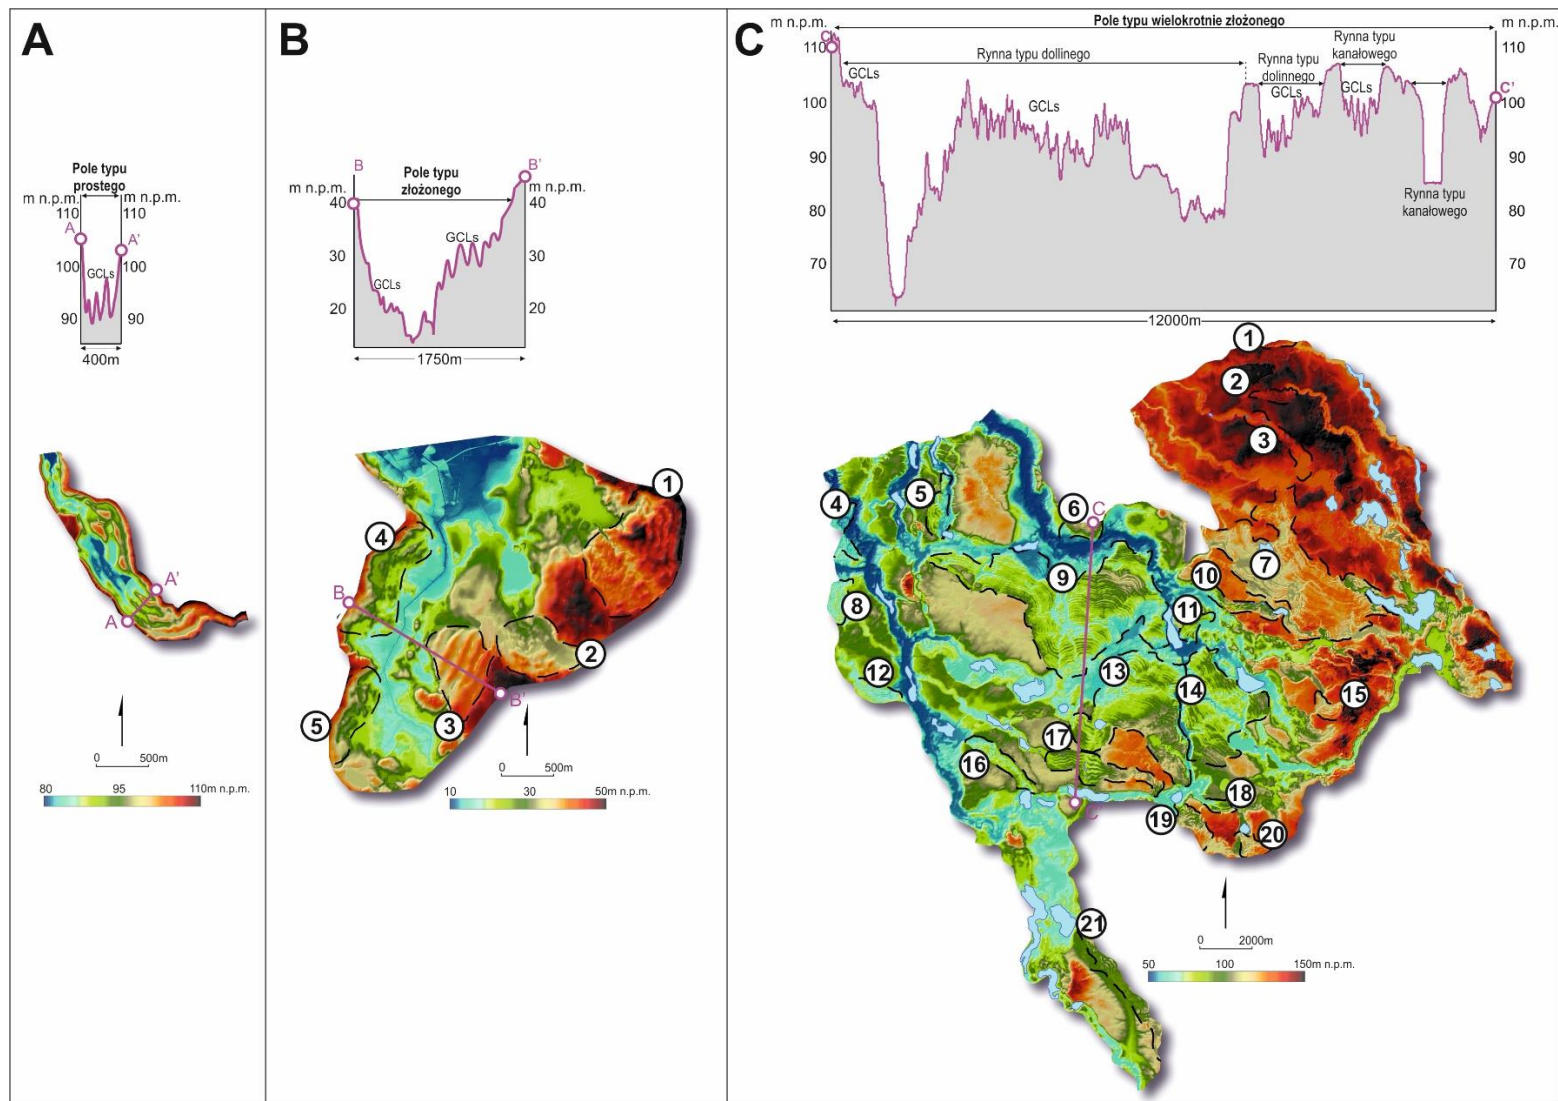 A
Pole typu
prostego
m n.p.m. m n.p.m.
110 110
A A'
100 100
GCLs
90 90
400m
A'
A
0 500m
80 95 110m n.p.m.
B
B B'
Pole typu
złożonego
m n.p.m. m n.p.m.
40 40
GCLs
30 30
GCLs
20 20
1750m
1
4
B
2
B'
5
3
0 500m
10 30 50m n.p.m.
C
m n.p.m. Pole typu wielokrotnie złożonego m n.p.m.
C
110 110
Rynna typu dollinego
Rynna typu
dolinnego
Rynna typu
kanałowego
GCLs
GCLs
GCLs
GCLs
C'
100 100
90 90
Rynna typu
kanałowego
80 80
70 70
12000m
1
2
3
4
5
6
C
7
8
9
10
11
12
13
14
15
16
17
18
19
20
C
21
0 2000m
50 100 150m n.p.m.